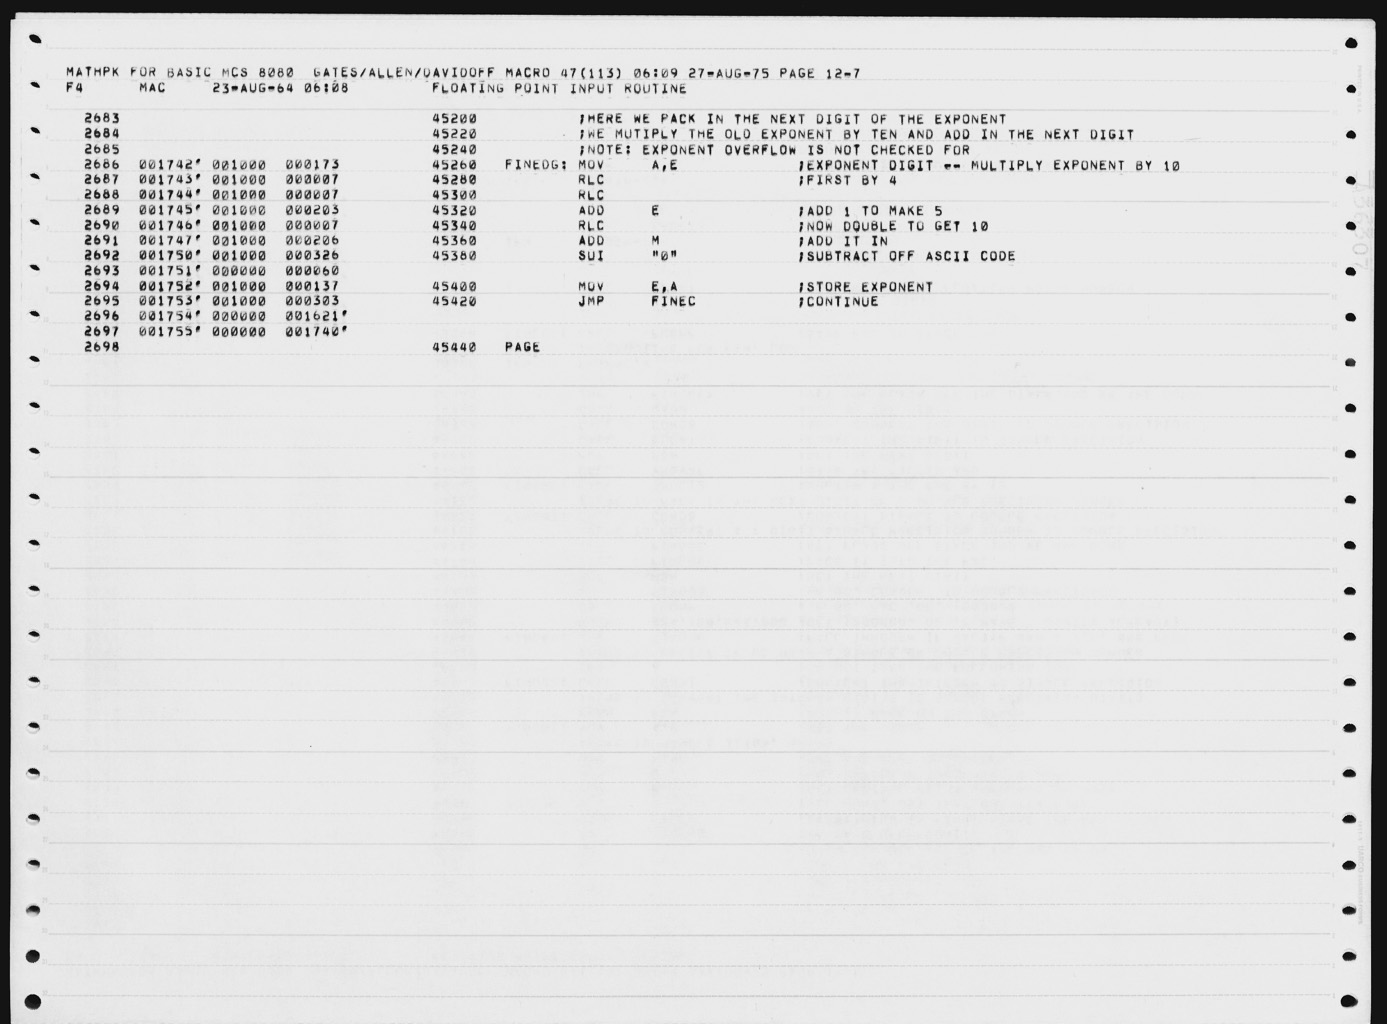 MATHPK FOR BASIC MCS 8080  GATES/ALLEN/DAVIDOFF MACRO 47(113) 06:09 27-AUG-75 PAGE 12-7
F4      MAC     23-AUG-64 06:08         FLOATING POINT INPUT ROUTINE
2683                                  45200           ;HERE WE PACK IN THE NEXT DIGIT OF THE EXPONENT
2684                                  45220           ;WE MUTIPLY THE OLD EXPONENT BY TEN AND ADD IN THE NEXT DIGIT
2685                                  45240           ;NOTE: EXPONENT OVERFLOW IS NOT CHECKED FOR
2686  001742' 001000  000173          45260   FINEDG: MOV     A,E             ;EXPONENT DIGIT -- MULTIPLY EXPONENT BY 10
2687  001743' 001000  000007          45280           RLC                     ;FIRST BY 4
2688  001744' 001000  000007          45300           RLC
2689  001745' 001000  000203          45320           ADD     E               ;ADD 1 TO MAKE 5
2690  001746' 001000  000007          45340           RLC                     ;NOW DOUBLE TO GET 10
2691  001747' 001000  000206          45360           ADD     M               ;ADD IT IN
2692  001750' 001000  000326          45380           SUI     "0"             ;SUBTRACT OFF ASCII CODE
2693  001751' 000000  000060
2694  001752' 001000  000137          45400           MOV     E,A             ;STORE EXPONENT
2695  001753' 001000  000303          45420           JMP     FINEC           ;CONTINUE
2696  001754' 000000  001621'
2697  001755' 000000  001740'
2698                                  45440   PAGE